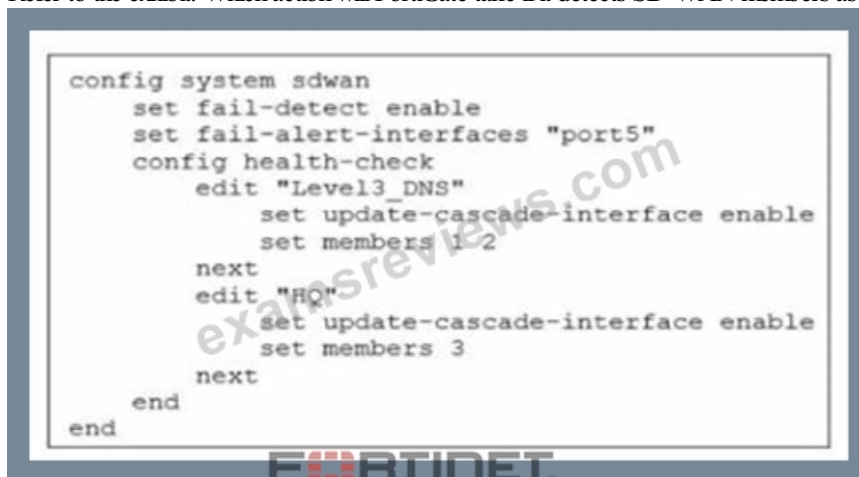 config system sdwan
set fail-detect enable
set fail-alert-interfaces "port5"
config health-check
edit "Level3_DNS"
set update-cascade-interface enable
set members 1 2
next
edit "HQ"
set update-cascade-interface enable
set members 3
next
end
end
examsreviews.com